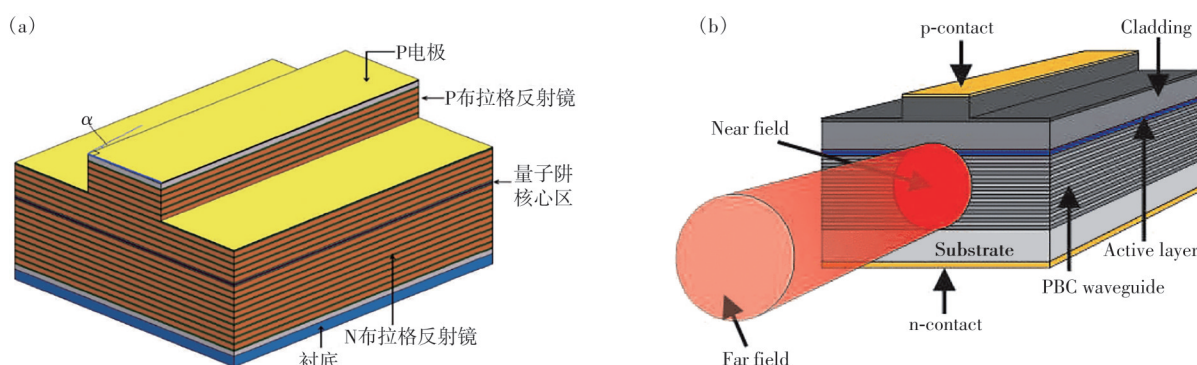 (a)
P电极
P布拉格反射镜
α
量子阱
核心区
N布拉格反射镜
衬底
(b)
p-contact
Cladding
Near field
Substrate
Active layer
PBC waveguide
n-contact
Far field